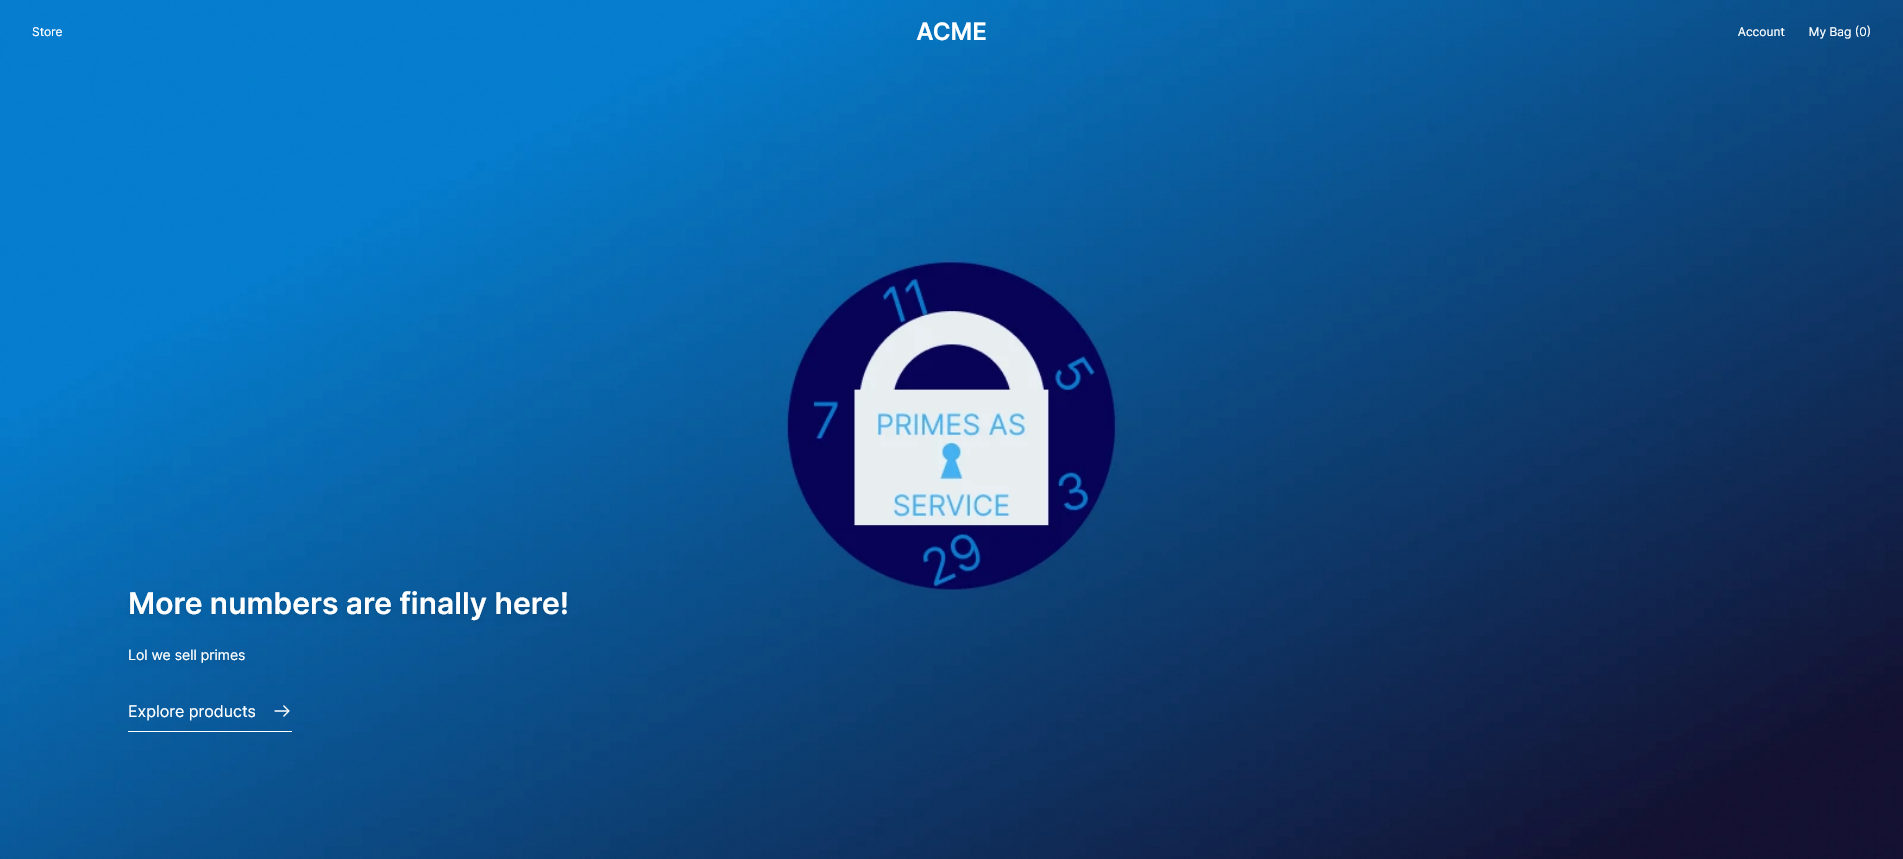 Store
ACME
Account
My Bag (0)
11
5
7
PRIMES AS
SERVICE
3
29
More numbers are finally here!
Lol we sell primes
Explore products →